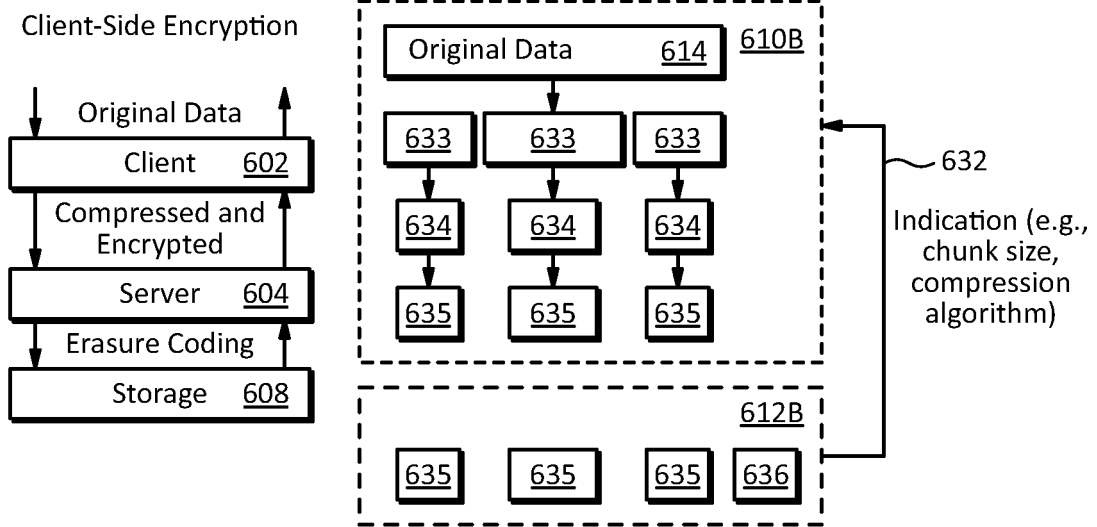 Client-Side Encryption
Original Data
Client 602
Compressed and
Encrypted
Server 604
Erasure Coding
Storage 608
Original Data 614
610B
633 633 633
634 634 634
635 635 635
612B
635 635 635 636
632
Indication (e.g.,
chunk size,
compression
algorithm)